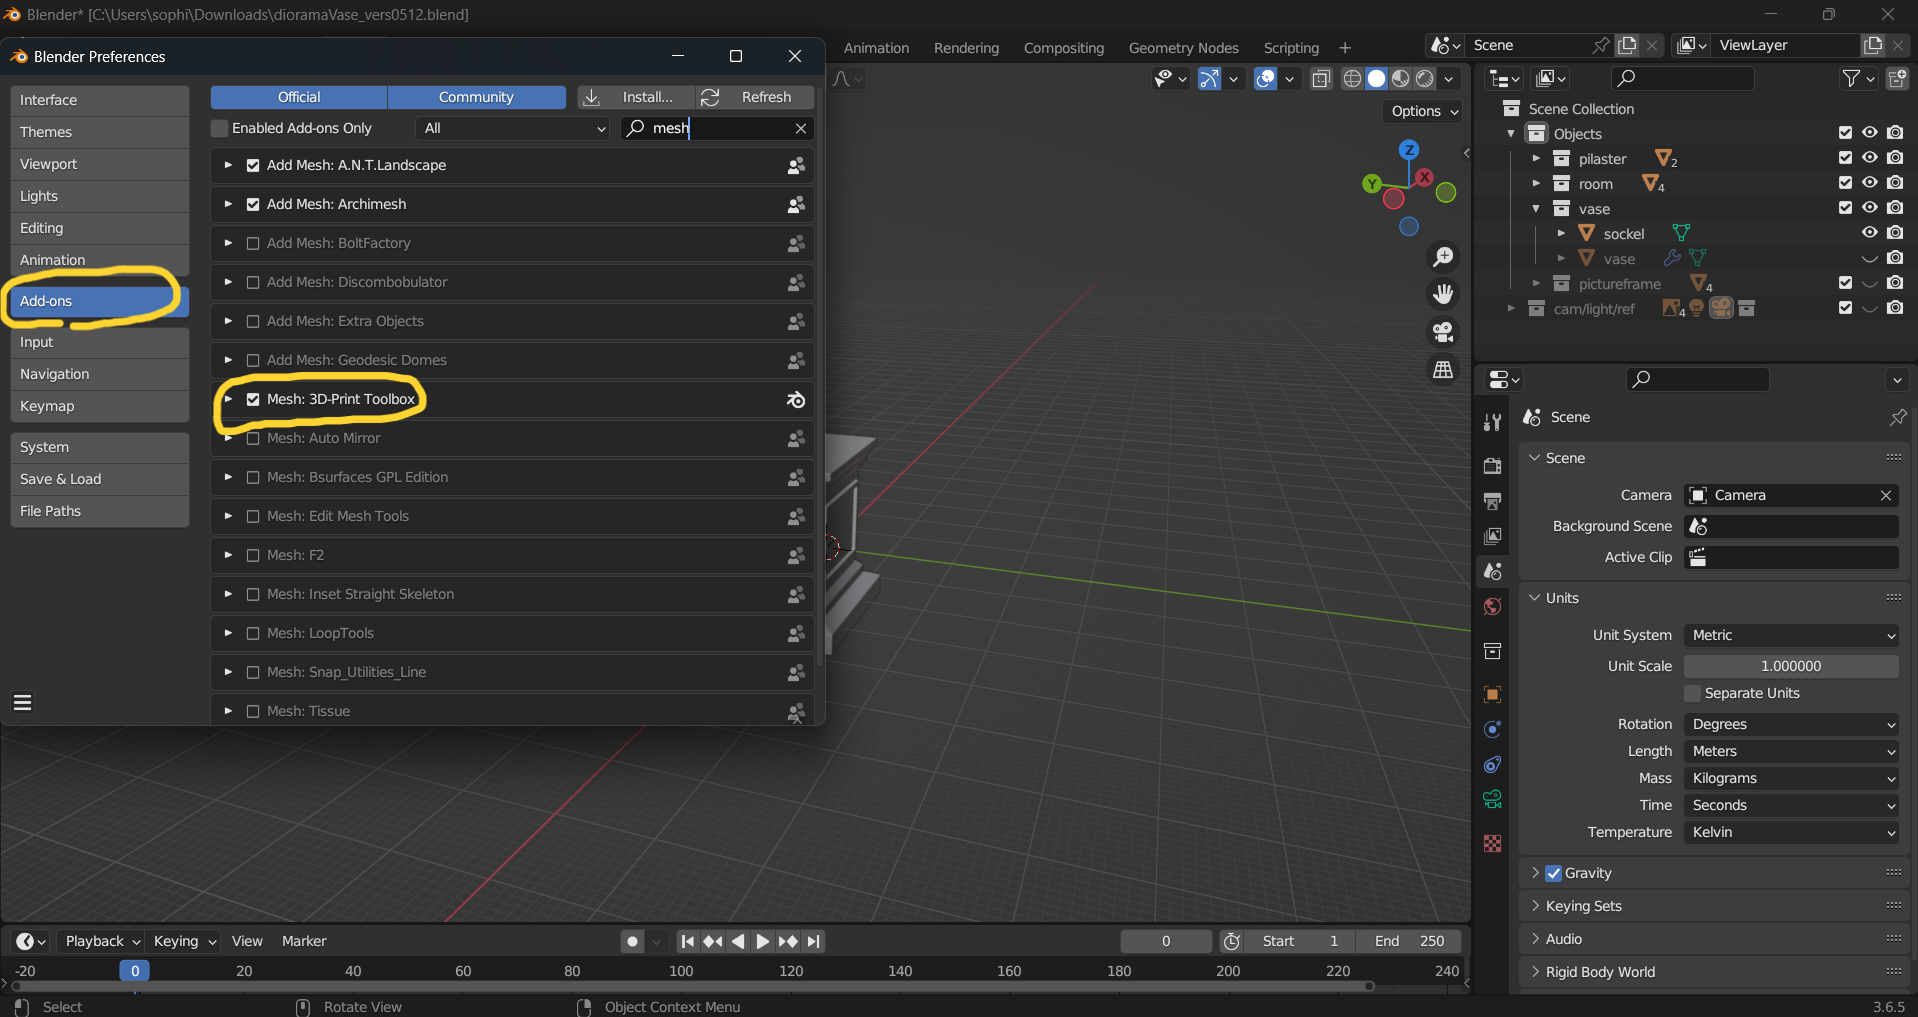 Blender* [C:\Users\sophi\Downloads\dioramaVase_vers0512.blend]
Blender Preferences
Animation
Rendering
Compositing
Geometry Nodes
Scripting
Scene
ViewLayer
Interface
Themes
Viewport
Lights
Editing
Animation
Add-ons
Input
Navigation
Keymap
System
Save & Load
File Paths
Official
Community
Install...
Refresh
Enabled Add-ons Only
All
mesh
Add Mesh: A.N.T.Landscape
Add Mesh: Archimesh
Add Mesh: BoltFactory
Add Mesh: Discombobulator
Add Mesh: Extra Objects
Add Mesh: Geodesic Domes
Mesh: 3D-Print Toolbox
Mesh: Auto Mirror
Mesh: Bsurfaces GPL Edition
Mesh: Edit Mesh Tools
Mesh: F2
Mesh: Inset Straight Skeleton
Mesh: LoopTools
Mesh: Snap_Utilities_Line
Mesh: Tissue
Options
Z
Y
X
Scene Collection
Objects
pilaster 2
room 4
vase
sockel
vase
pictureframe 4
cam/light/ref 4
Scene
Scene
Camera Camera
Background Scene
Active Clip
Units
Unit System Metric
Unit Scale 1.000000
Separate Units
Rotation Degrees
Length Meters
Mass Kilograms
Time Seconds
Temperature Kelvin
Gravity
Keying Sets
Audio
Rigid Body World
Playback
Keying
View
Marker
0
Start 1
End 250
-20 0 20 40 60 80 100 120 140 160 180 200 220 240
Select
Rotate View
Object Context Menu
3.6.5